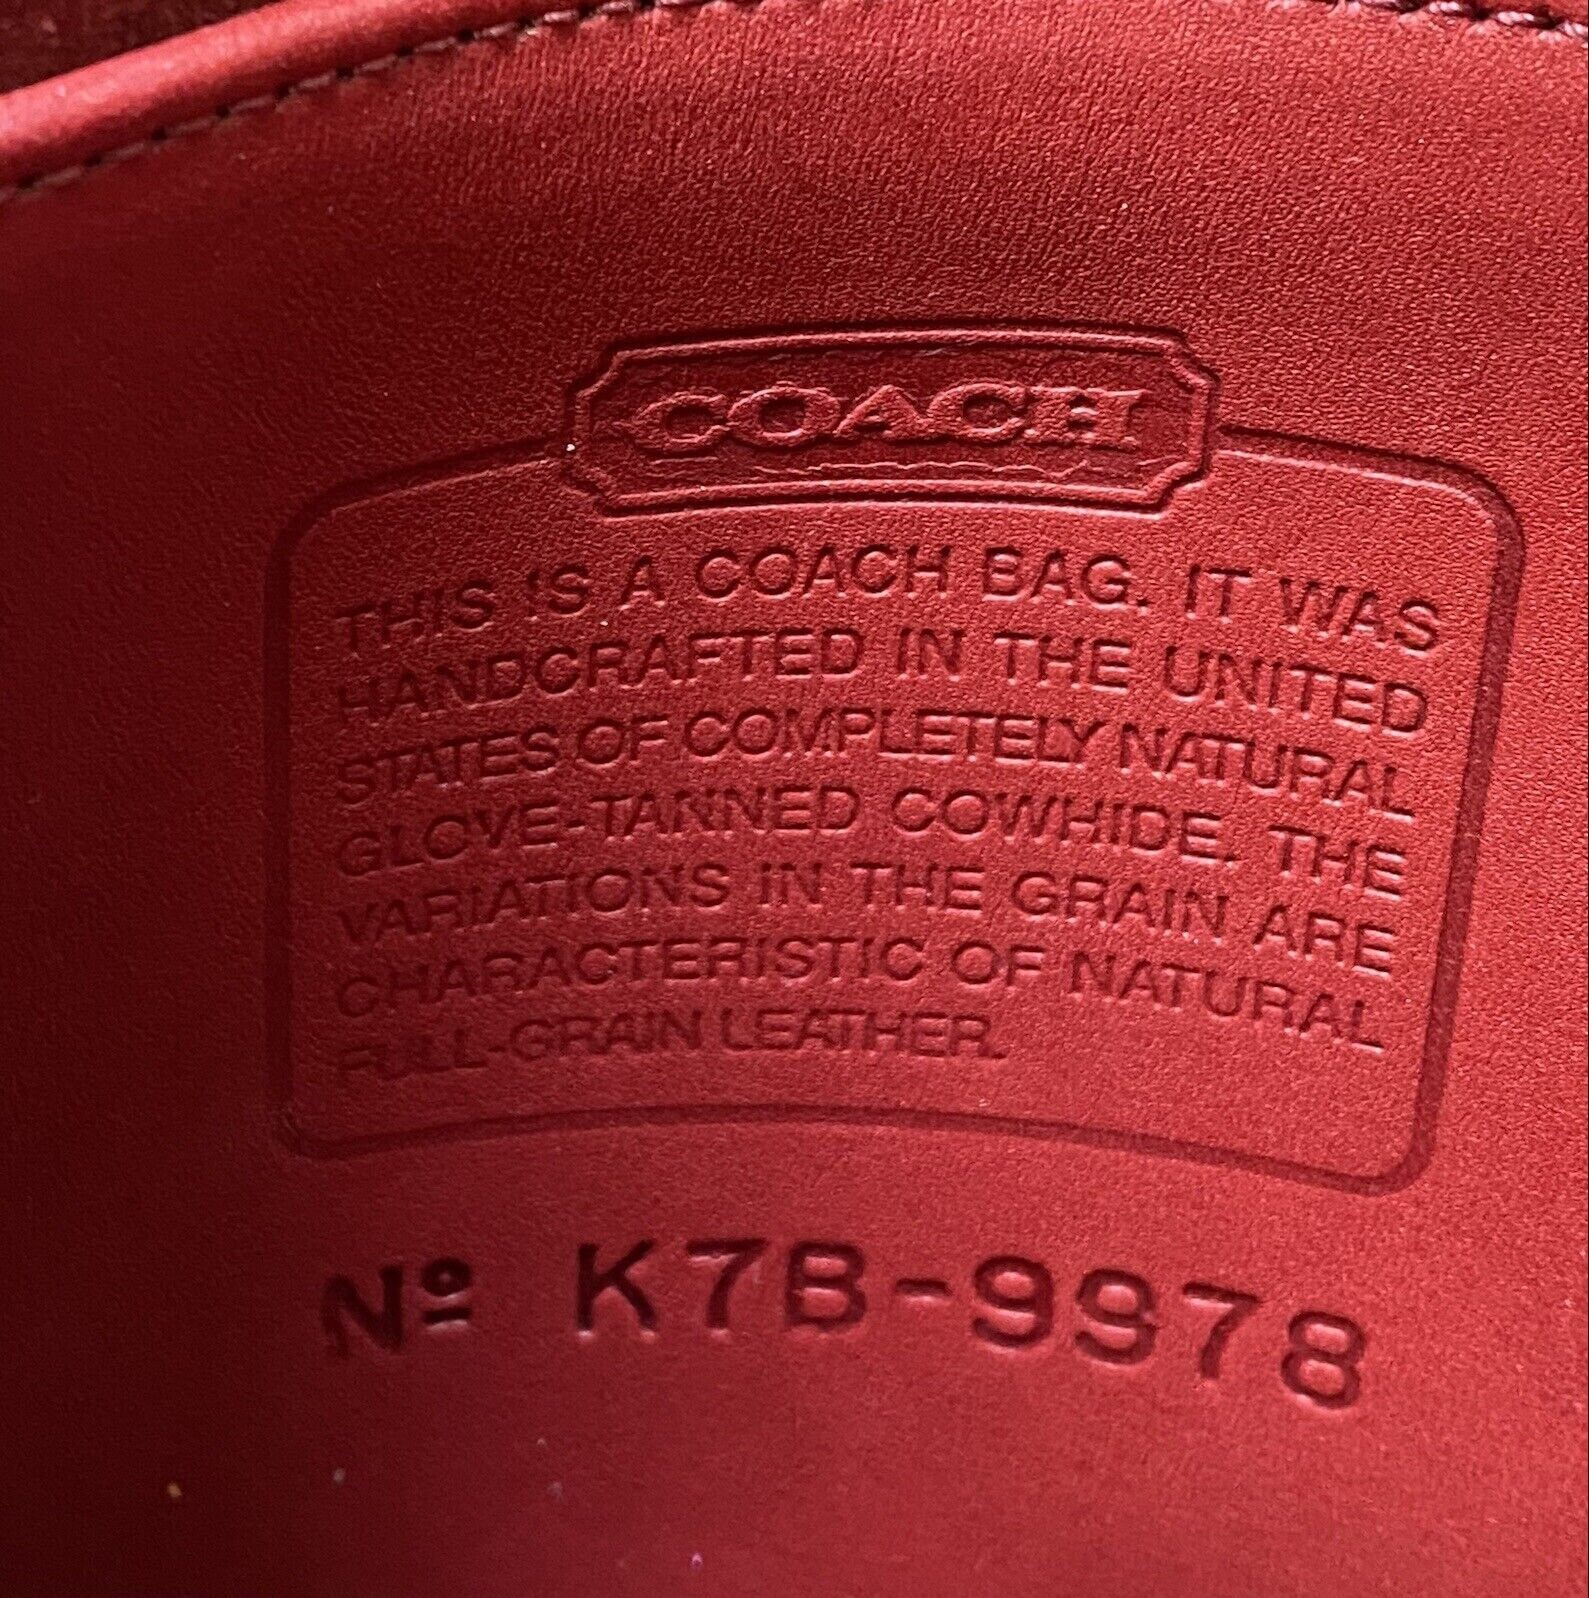 COACH
THIS IS A COACH BAG. IT WAS
HANDCRAFTED IN THE UNITED
STATES OF COMPLETELY NATURAL
GLOVE-TANNED COWHIDE. THE
VARIATIONS IN THE GRAIN ARE
CHARACTERISTIC OF NATURAL
FULL-GRAIN LEATHER.
Nº K7B-9978